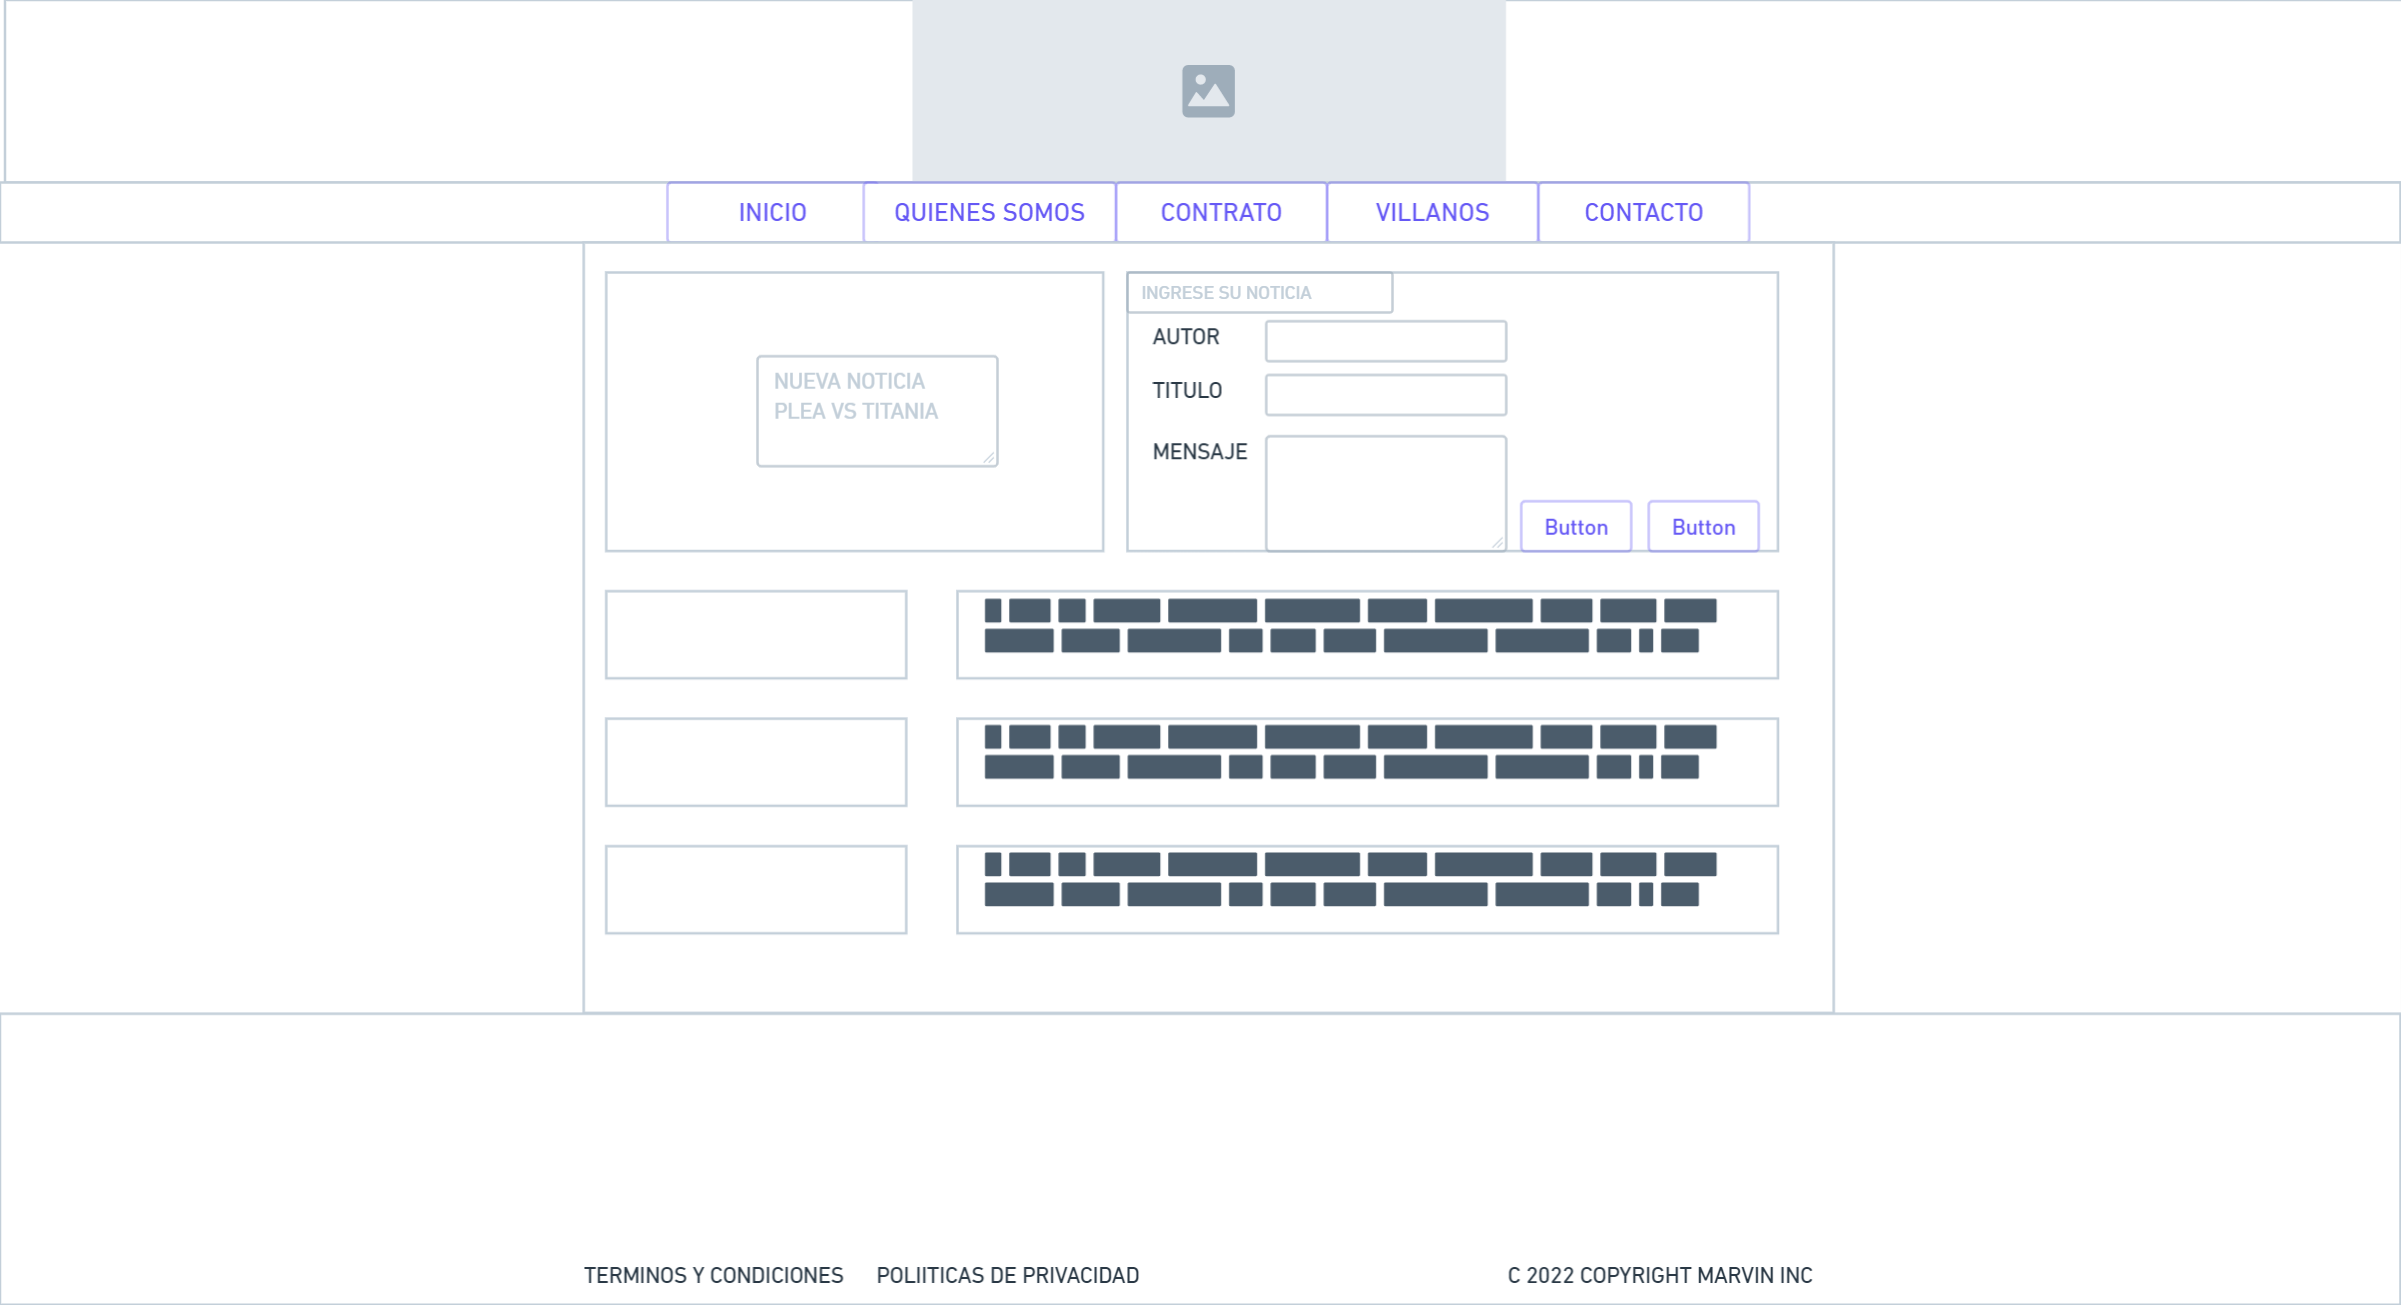 INICIO
QUIENES SOMOS
CONTRATO
VILLANOS
CONTACTO
NUEVA NOTICIA
PLEA VS TITANIA
INGRESE SU NOTICIA
AUTOR
TITULO
MENSAJE
Button
Button
TERMINOS Y CONDICIONES
POLIITICAS DE PRIVACIDAD
C 2022 COPYRIGHT MARVIN INC